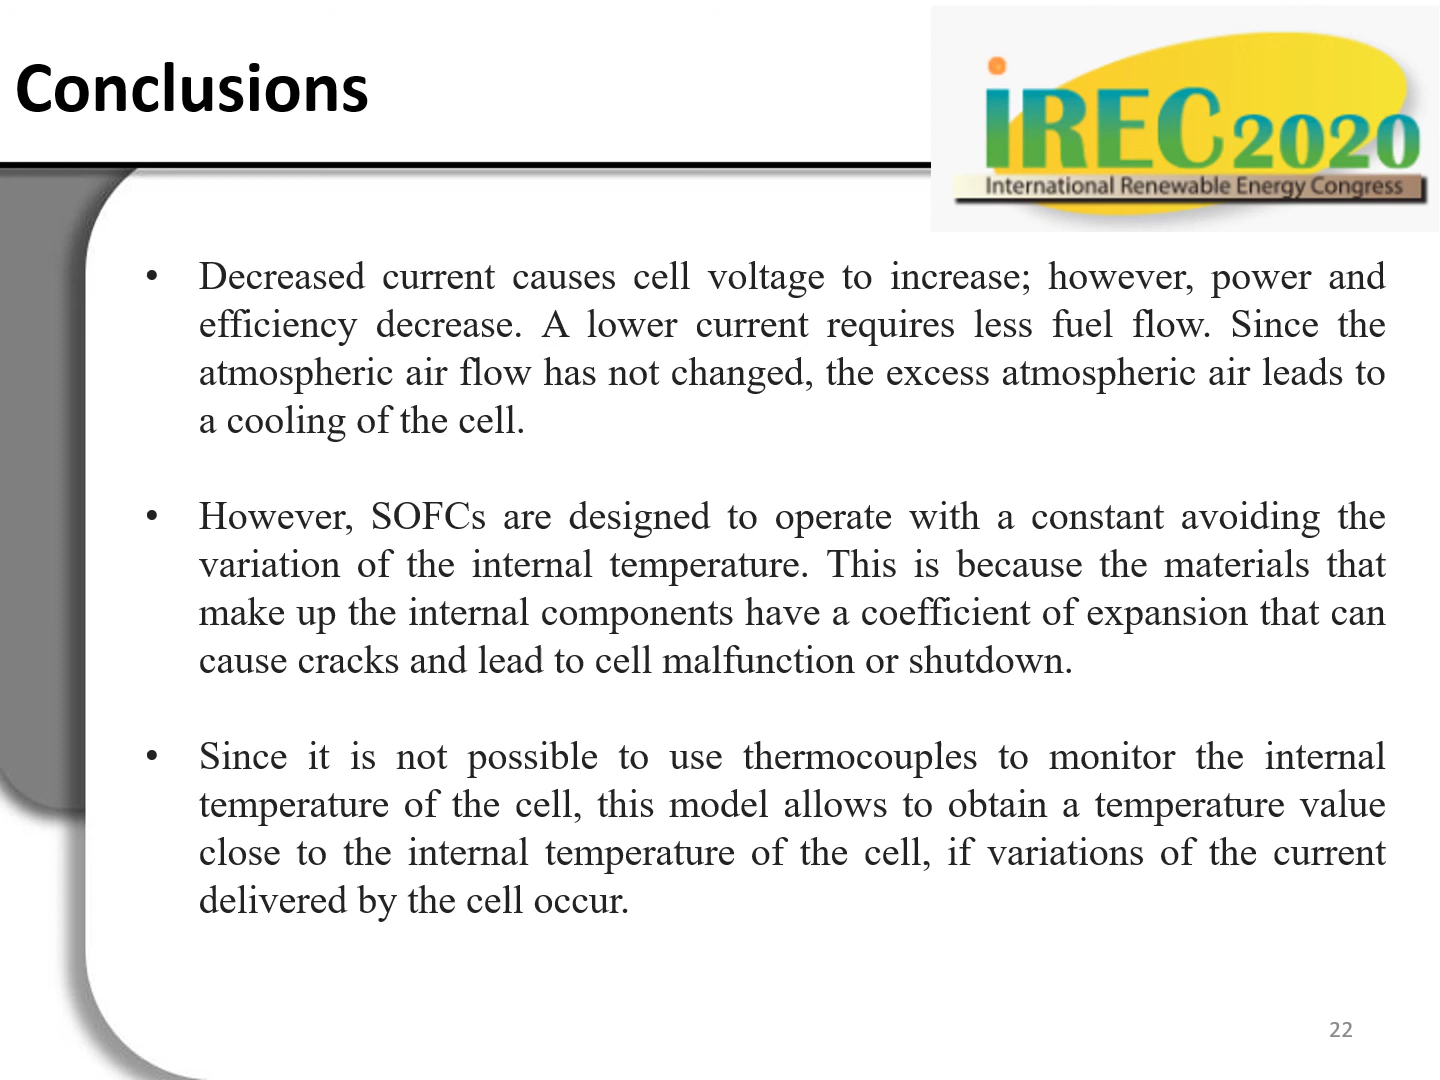 Conclusions
iREC2020
International Renewable Energy Congress
• Decreased current causes cell voltage to increase; however, power and
efficiency decrease. A lower current requires less fuel flow. Since the
atmospheric air flow has not changed, the excess atmospheric air leads to
a cooling of the cell.
• However, SOFCs are designed to operate with a constant avoiding the
variation of the internal temperature. This is because the materials that
make up the internal components have a coefficient of expansion that can
cause cracks and lead to cell malfunction or shutdown.
• Since it is not possible to use thermocouples to monitor the internal
temperature of the cell, this model allows to obtain a temperature value
close to the internal temperature of the cell, if variations of the current
delivered by the cell occur.
22